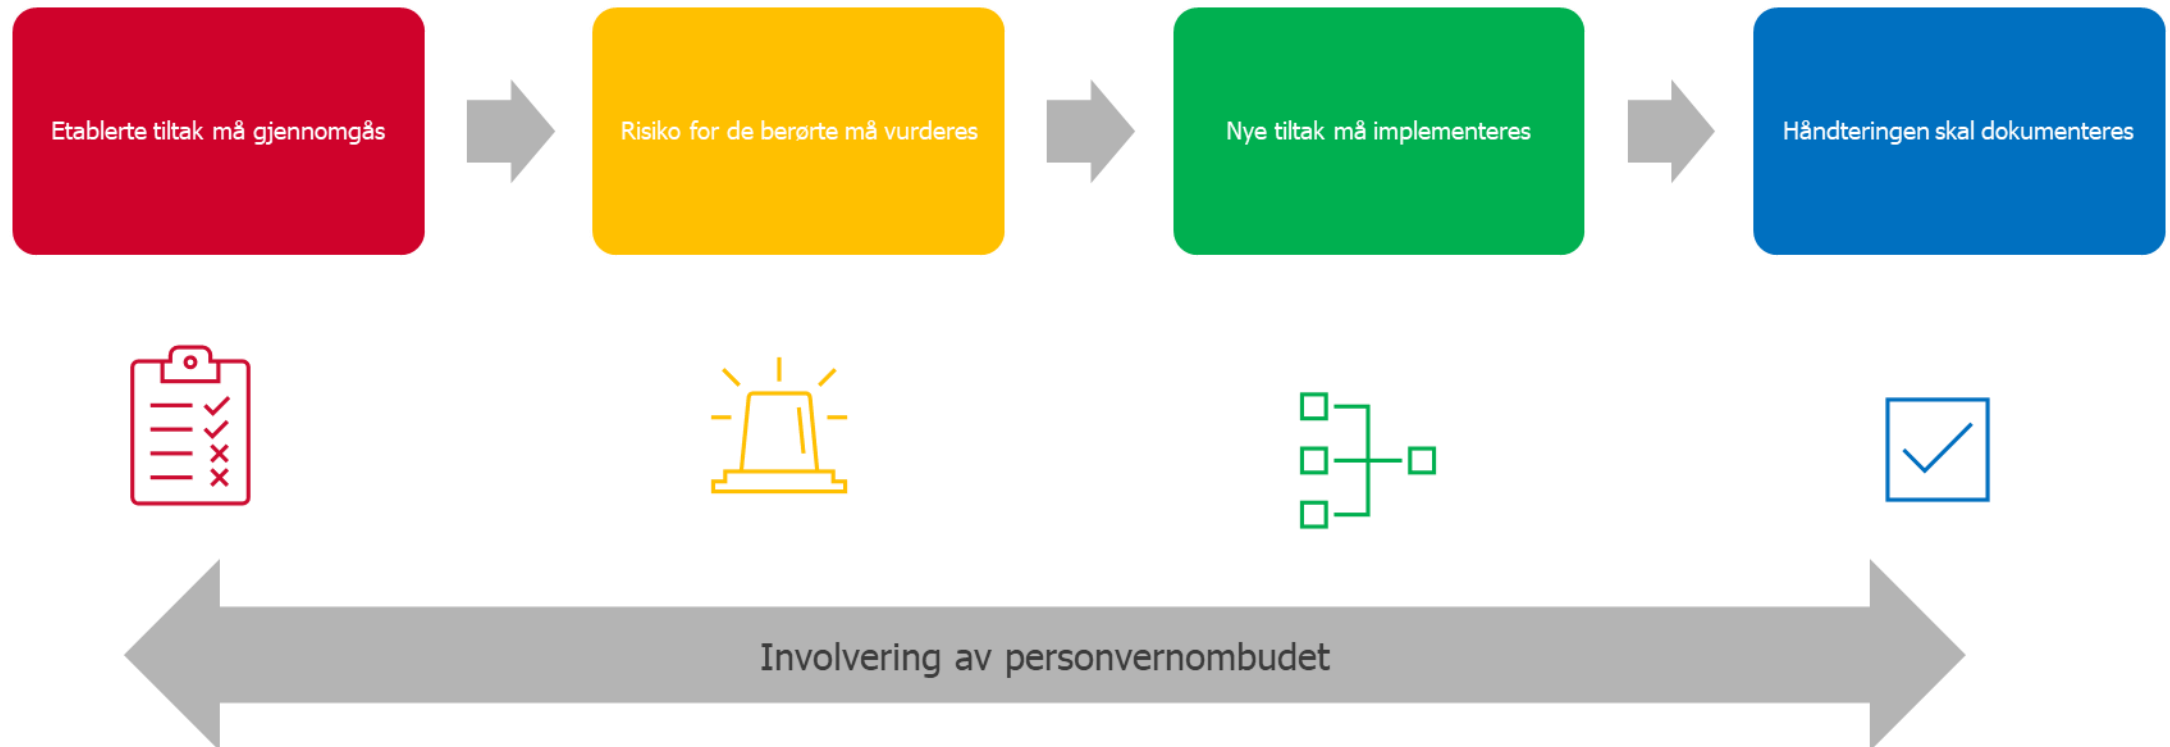 Etablerte tiltak må gjennomgås
Risiko for de berørte må vurderes
Nye tiltak må implementeres
Håndteringen skal dokumenteres
Involvering av personvernombudet